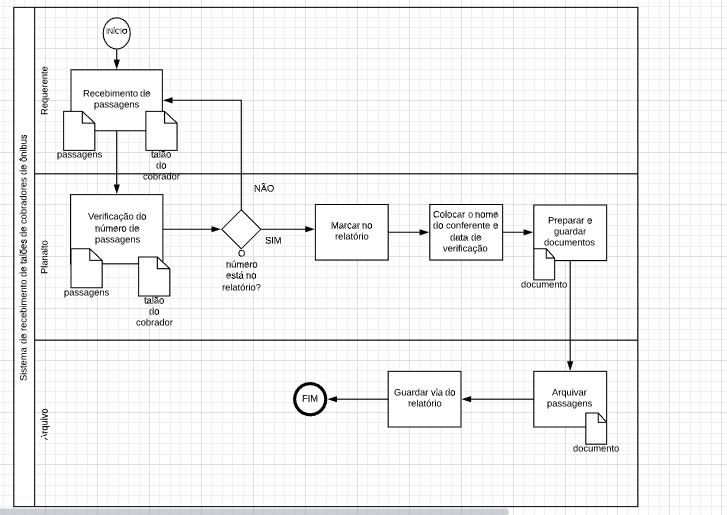 Sistema de recebimento de talões de cobradores de ônibus
Requerente
INÍCIO
Recebimento de
passagens
passagens
talão
do
cobrador
Planalto
Verificação do
número de
passagens
passagens
talão
do
cobrador
NÃO
SIM
O
número
está no
relatório?
Marcar no
relatório
Colocar o nome
do conferente e
data de
verificação
Preparar e
guardar
documentos
documento
Arquivo
FIM
Guardar via do
relatório
Arquivar
passagens
documento